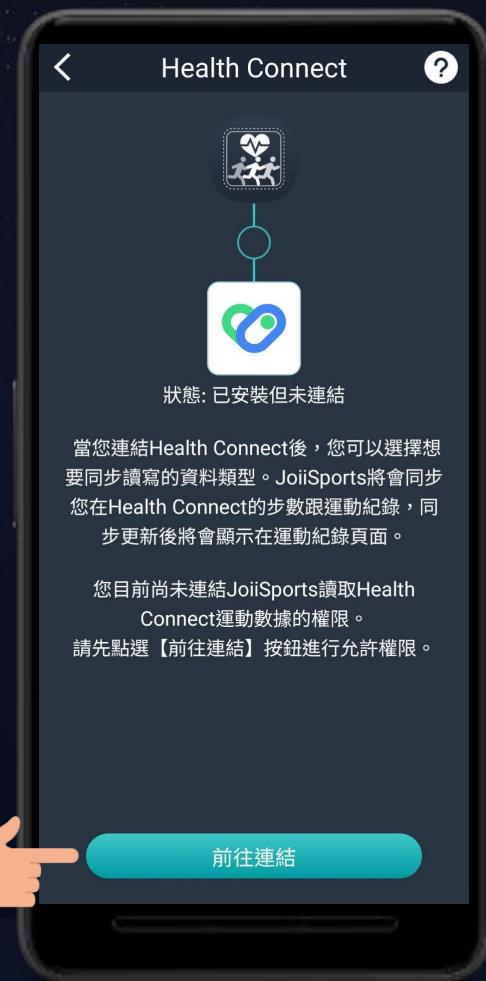 Health Connect
?
狀態: 已安裝但未連結
當您連結Health Connect後，您可以選擇想
要同步讀寫的資料類型。JoiiSports將會同步
您在Health Connect的步數跟運動紀錄，同
步更新後將會顯示在運動紀錄頁面。
您目前尚未連結JoiiSports讀取Health
Connect運動數據的權限。
請先點選【前往連結】按鈕進行允許權限。
前往連結